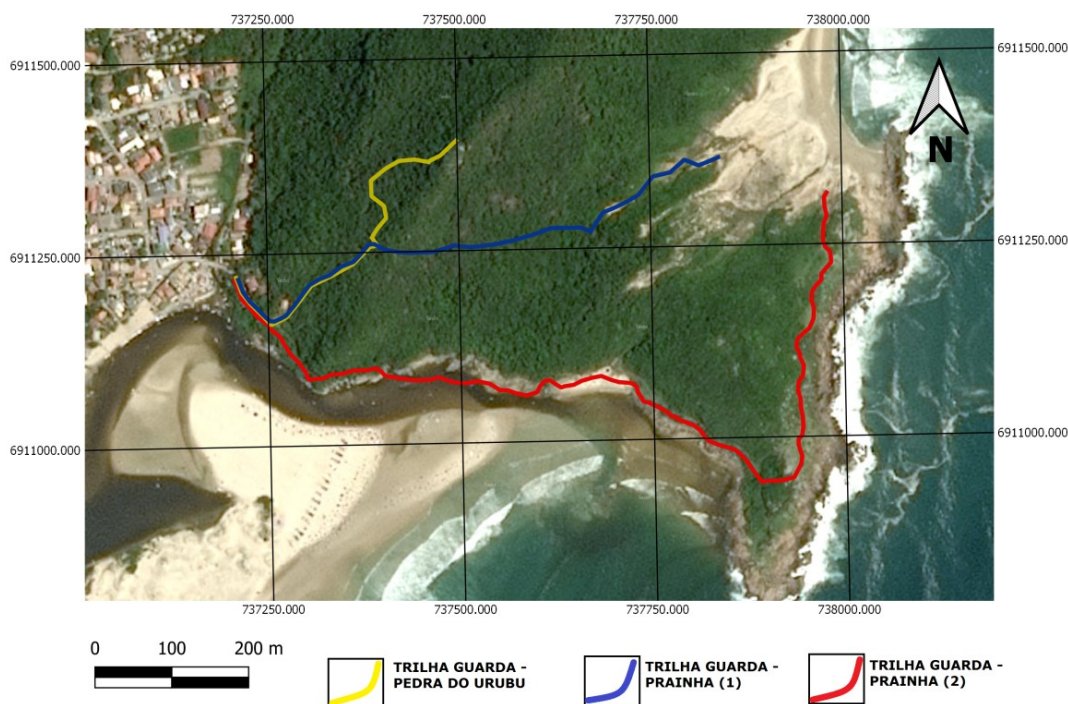 737250.000 737500.000 737750.000 738000.000
6911500.000 6911500.000
N
6911250.000 6911250.000
6911000.000 6911000.000
737250.000 737500.000 737750.000 738000.000
0 100 200 m
TRILHA GUARDA -
PEDRA DO URUBU
TRILHA GUARDA -
PRAINHA (1)
TRILHA GUARDA -
PRAINHA (2)